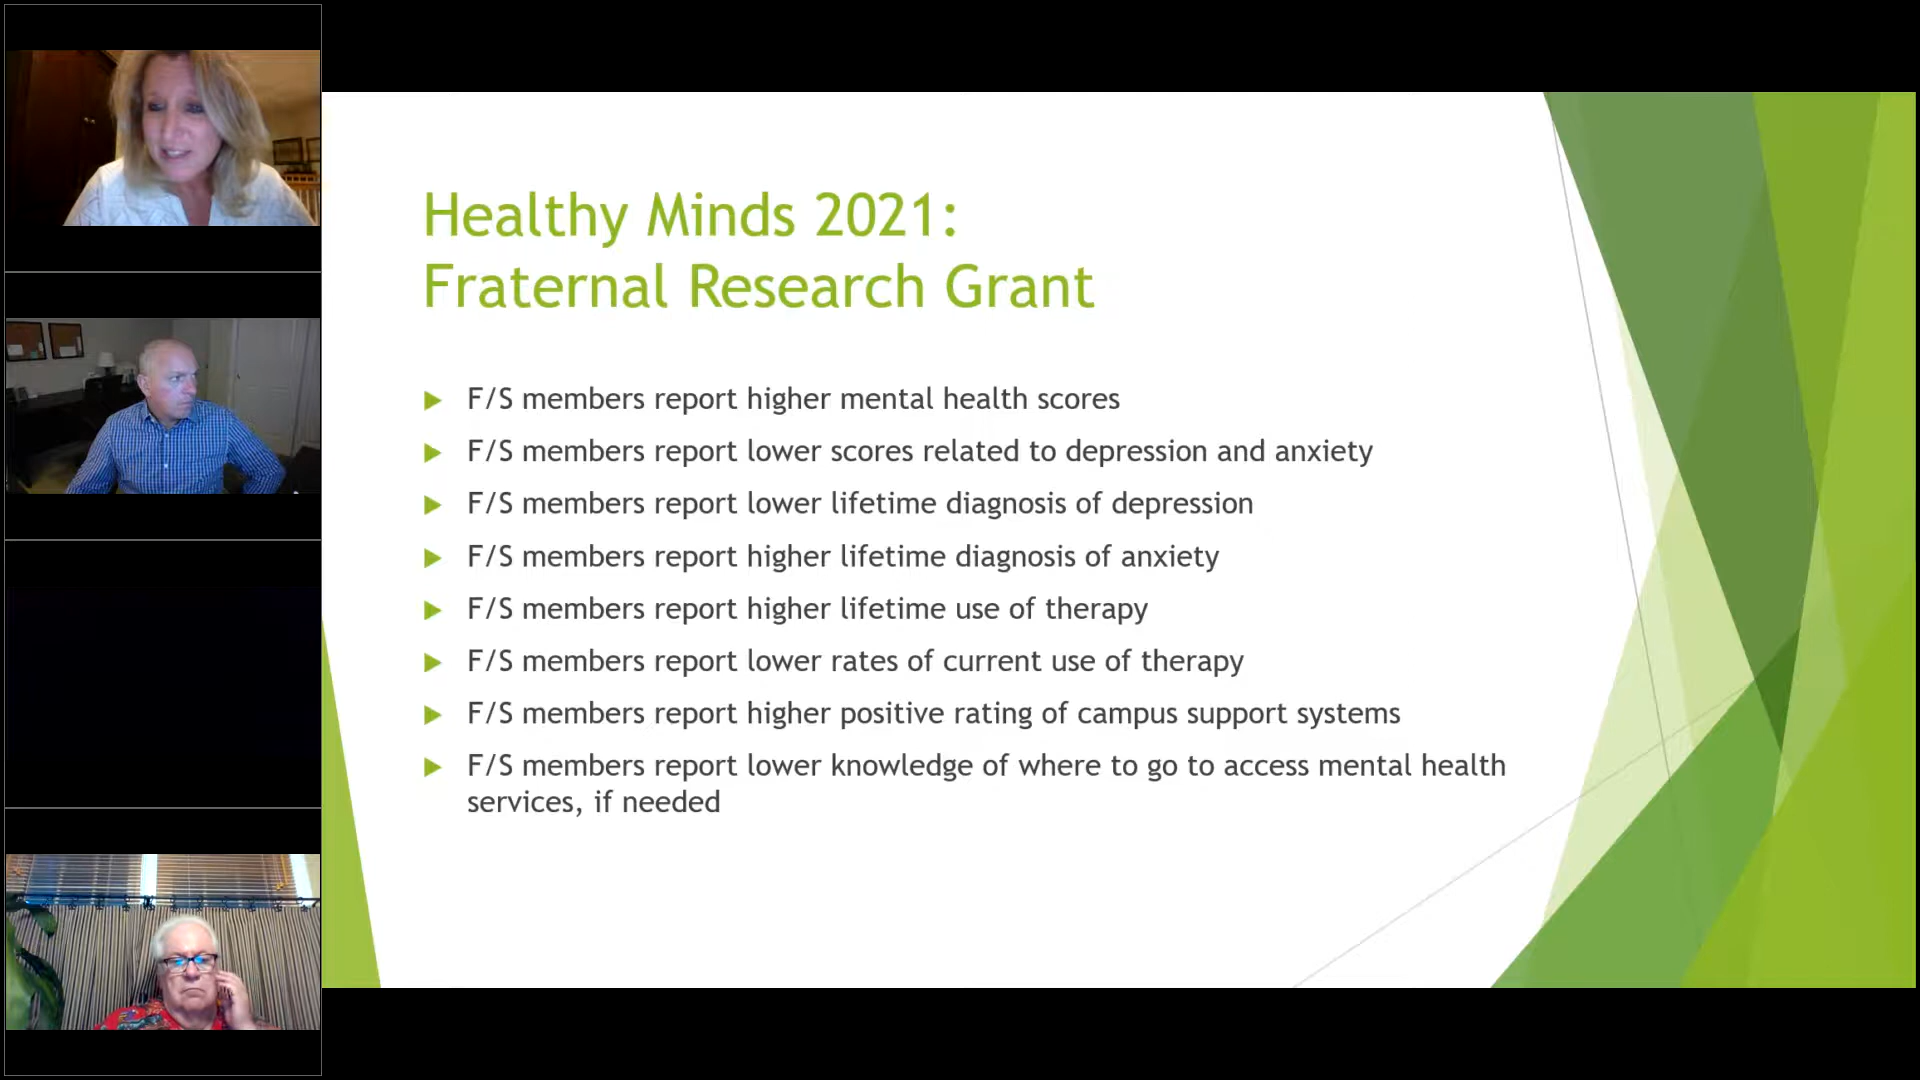 Healthy Minds 2021:
Fraternal Research Grant
F/S members report higher mental health scores
F/S members report lower scores related to depression and anxiety
F/S members report lower lifetime diagnosis of depression
F/S members report higher lifetime diagnosis of anxiety
F/S members report higher lifetime use of therapy
F/S members report lower rates of current use of therapy
F/S members report higher positive rating of campus support systems
F/S members report lower knowledge of where to go to access mental health
services, if needed